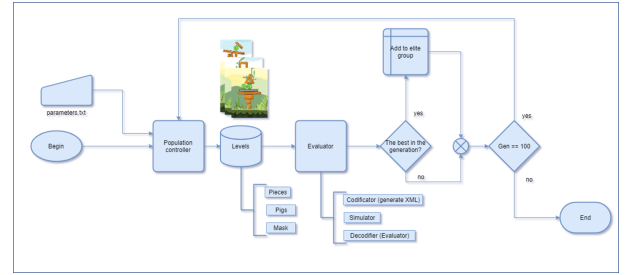 Add to elite
group
parameters.txt
yes
yes
Begin
Population
controller
Levels
Evaluator
The best in the
generation?
Gen == 100
no
no
Pieces
Pigs
Mask
Codificator (generate XML)
Simulator
Decodifier (Evaluator)
End